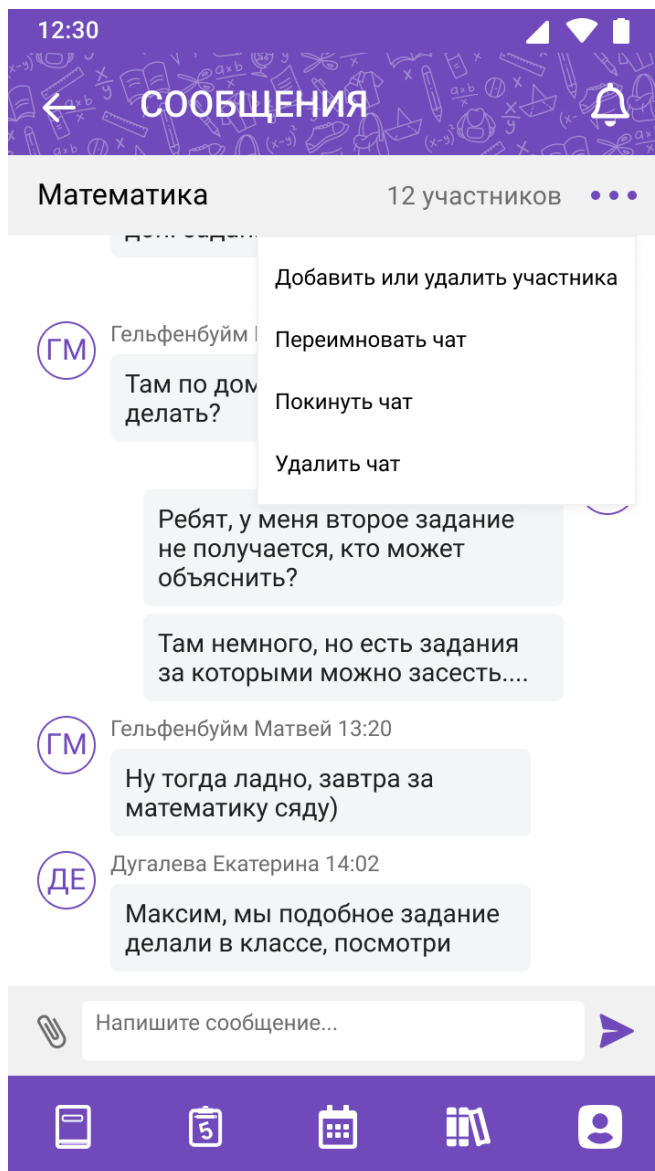 12:30
СООБЩЕНИЯ
Математика 12 участников
Добавить или удалить участника
Гельфенбуйм
Переимновать чат
ГМ
Там по дом
делать?
Покинуть чат
Удалить чат
Ребят, у меня второе задание
не получается, кто может
объяснить?
Там немного, но есть задания
за которыми можно засесть....
Гельфенбуйм Матвей 13:20
ГМ
Ну тогда ладно, завтра за
математику сяду)
Дугалева Екатерина 14:02
ДЕ
Максим, мы подобное задание
делали в классе, посмотри
Напишите сообщение...
5